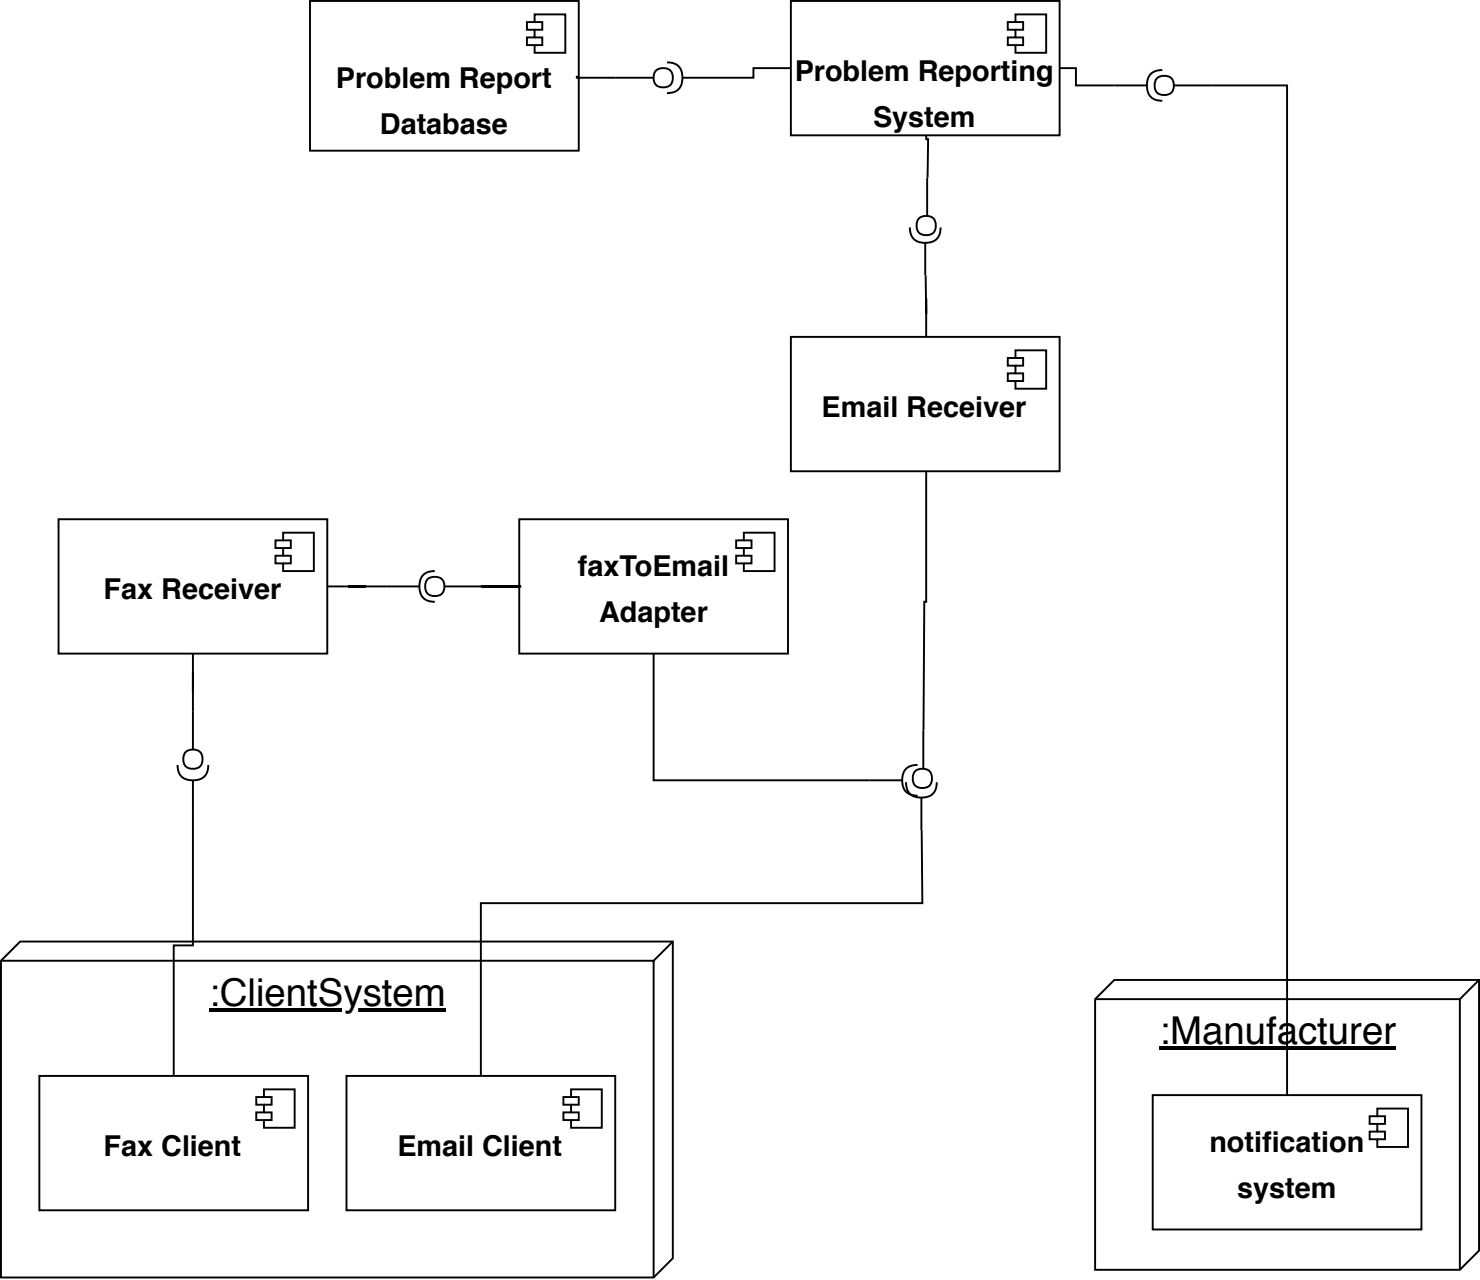 Problem Report
Database
Problem Reporting
System
Email Receiver
Fax Receiver
faxToEmail
Adapter
:ClientSystem
Fax Client
Email Client
:Manufacturer
notification
system